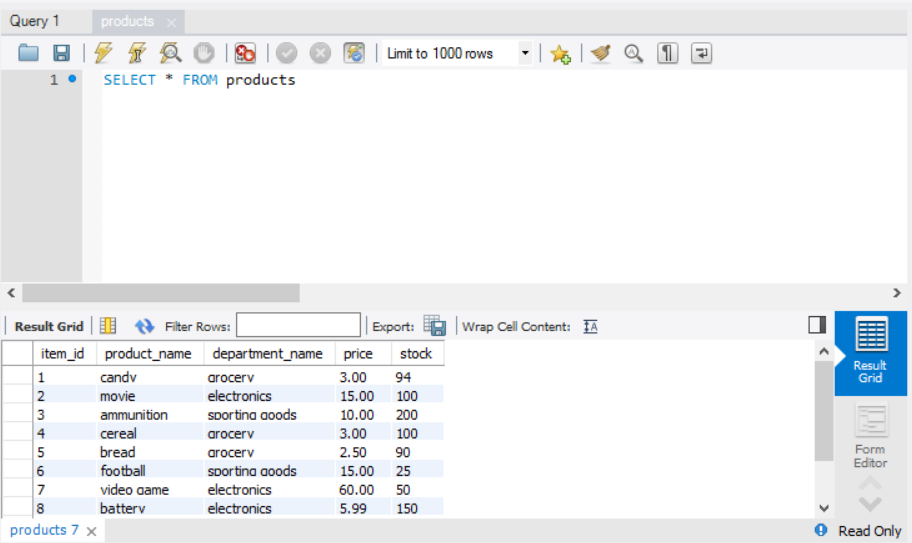 Query 1 products ×
Limit to 1000 rows
1 SELECT * FROM products
Result Grid Filter Rows: Export: Wrap Cell Content: IA
item_id product_name department_name price stock
1 candy grocery 3.00 94
2 movie electronics 15.00 100
3 ammunition sporting goods 10.00 200
4 cereal grocery 3.00 100
5 bread grocery 2.50 90
6 football sporting goods 15.00 25
7 video game electronics 60.00 50
8 battery electronics 5.99 150
Result
Grid
Form
Editor
products 7 × Read Only